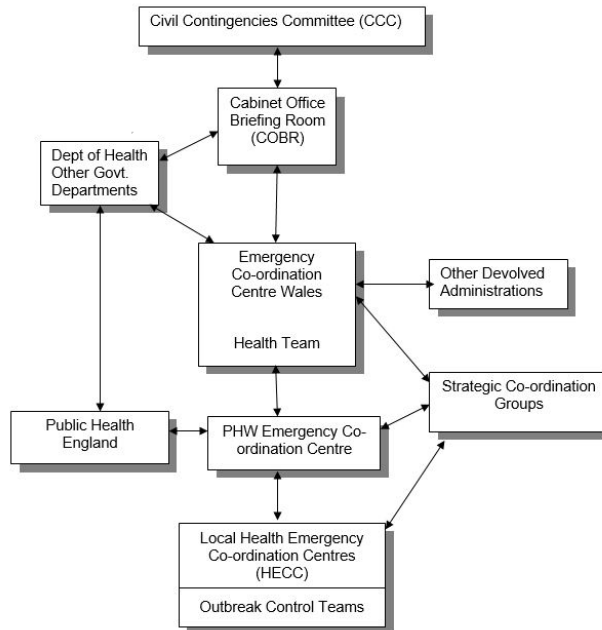 Civil Contingencies Committee (CCC)
Cabinet Office
Briefing Room
(COBR)
Dept of Health
Other Govt.
Departments
Emergency
Co-ordination
Centre Wales
Health Team
Other Devolved
Administrations
Strategic Co-ordination
Groups
Public Health
England
PHW Emergency Co-
ordination Centre
Local Health Emergency
Co-ordination Centres
(HECC)
Outbreak Control Teams